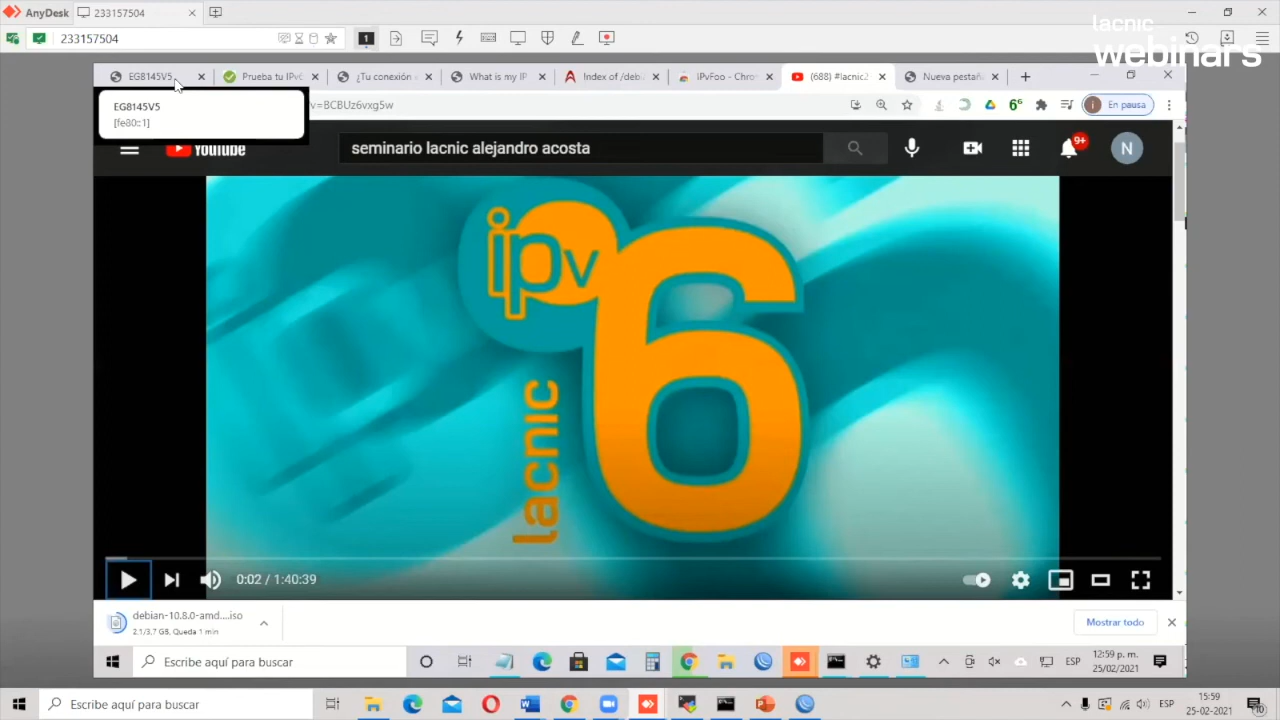 AnyDesk
233157504
lacnic
webinars
233157504
1
EG8145V5
Prueba tu IPv
¿Tu conexión
What is my IP
Index of /deb
iPvFoo - Chro
(688) #lacnic
Nueva pestañ
EG8145V5
[fe80::1]
v=BCBUz6vxg5w
En pausa
YouTube
seminario lacnic alejandro acosta
9+
N
ipv6
lacnic
0:02 / 1:40:39
debian-10.8.0-amd....iso
2.1/3.7 GB, Queda 1 min
Mostrar todo
Escribe aquí para buscar
ESP
12:59 p. m.
25/02/2021
Escribe aquí para buscar
ESP
15:59
25-02-2021